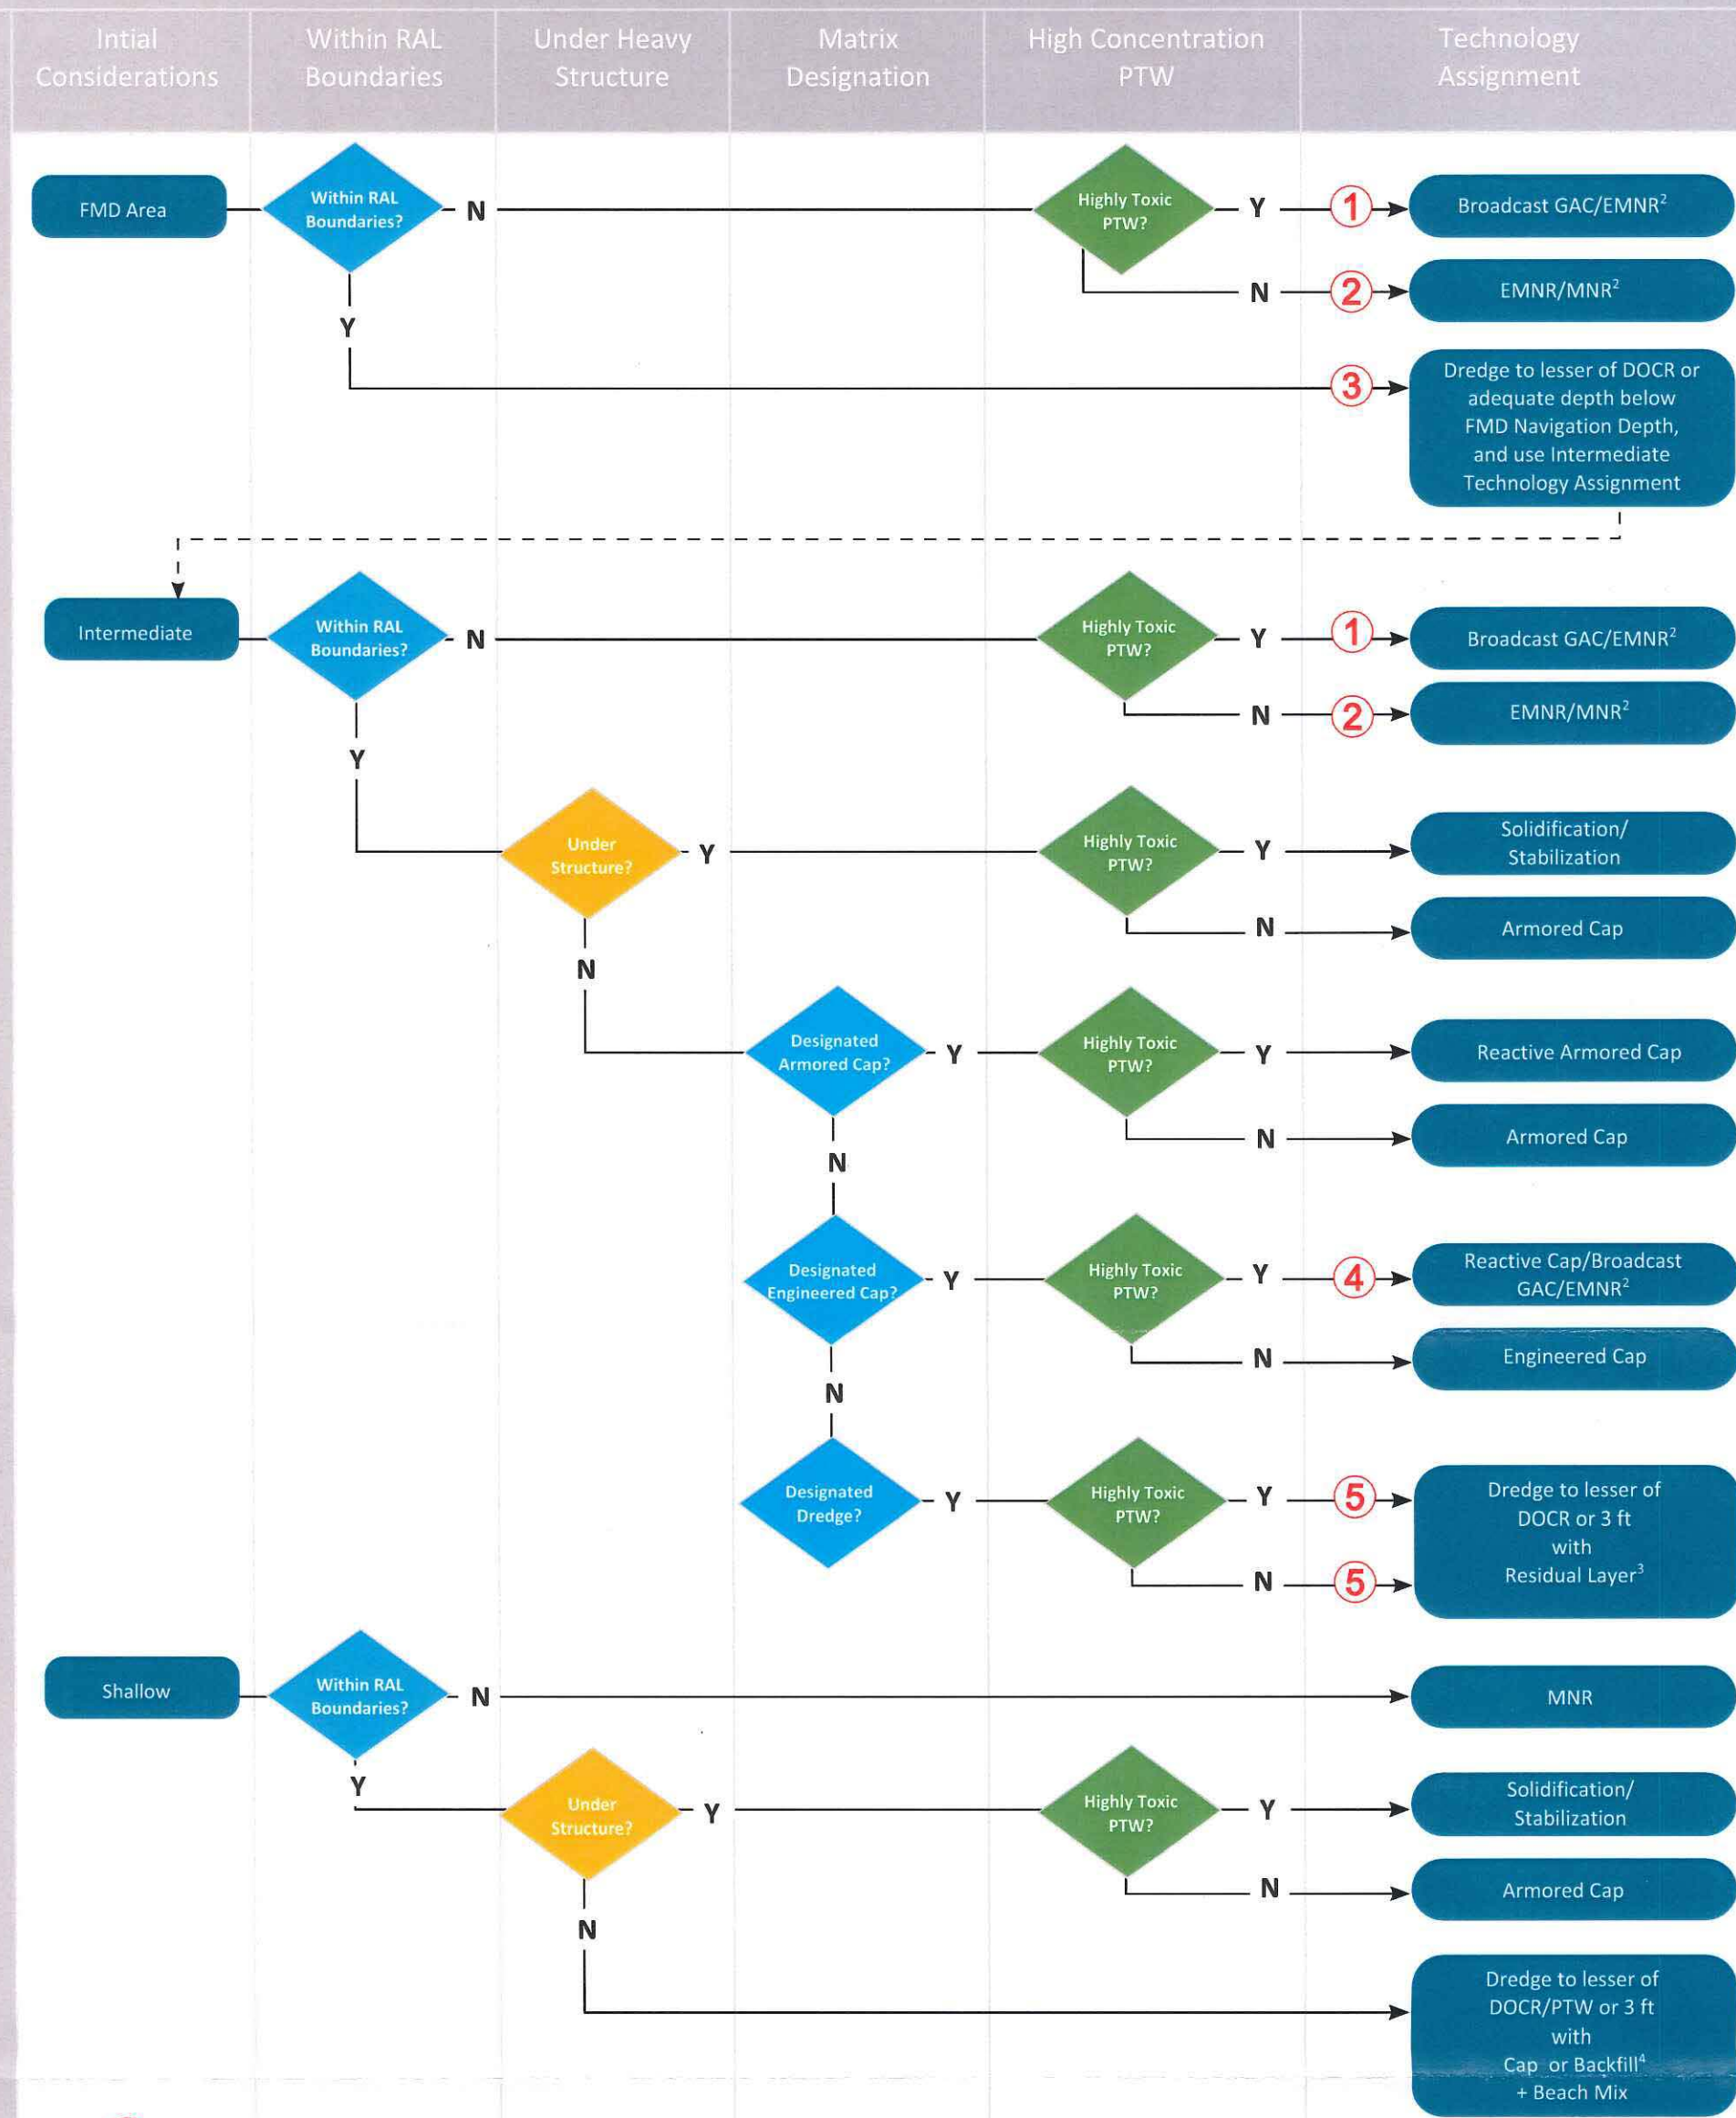 Intial
Considerations
Within RAL
Boundaries
Under Heavy
Structure
Matrix
Designation
High Concentration
PTW
Technology
Assignment
FMD Area
Within RAL
Boundaries?
N
Highly Toxic
PTW?
Y
1
Broadcast GAC/EMNR²
N
2
EMNR/MNR²
Y
3
Dredge to lesser of DOCR or
adequate depth below
FMD Navigation Depth,
and use Intermediate
Technology Assignment
Intermediate
Within RAL
Boundaries?
N
Highly Toxic
PTW?
Y
1
Broadcast GAC/EMNR²
N
2
EMNR/MNR²
Y
Under
Structure?
Y
Highly Toxic
PTW?
Y
Solidification/
Stabilization
N
Armored Cap
N
Designated
Armored Cap?
Y
Highly Toxic
PTW?
Y
Reactive Armored Cap
N
Armored Cap
N
Designated
Engineered Cap?
Y
Highly Toxic
PTW?
Y
4
Reactive Cap/Broadcast
GAC/EMNR²
N
Engineered Cap
N
Designated
Dredge?
Y
Highly Toxic
PTW?
Y
5
Dredge to lesser of
DOCR or 3 ft
with
Residual Layer³
N
5
Shallow
Within RAL
Boundaries?
N
MNR
Y
Under
Structure?
Y
Highly Toxic
PTW?
Y
Solidification/
Stabilization
N
Armored Cap
N
Dredge to lesser of
DOCR/PTW or 3 ft
with
Cap or Backfill⁴
+ Beach Mix